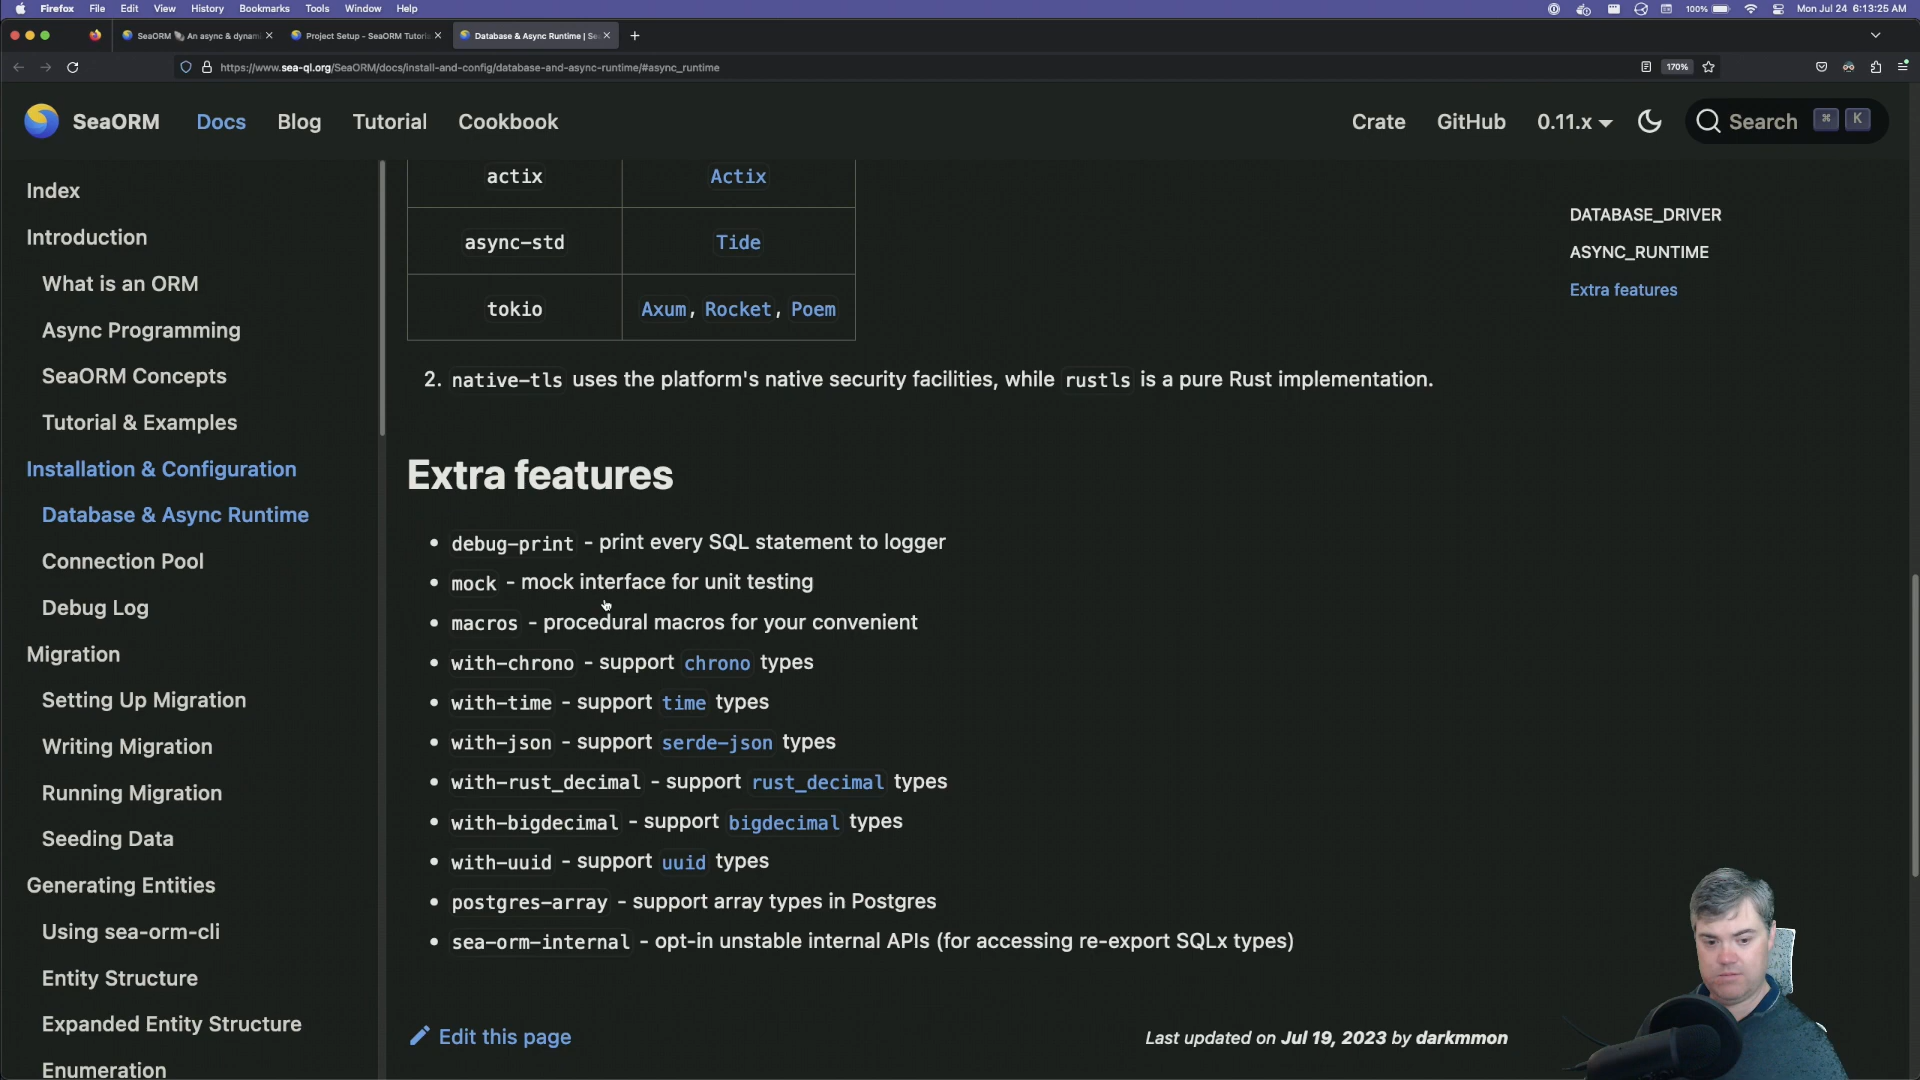 Firefox File Edit View History Bookmarks Tools Window Help 100% Mon Jul 24 6:13:25 AM
SeaORM An async & dynam Project Setup - SeaORM Tutoria Database & Async Runtime | Se
https://www.sea-ql.org/SeaORM/docs/install-and-config/database-and-async-runtime/#async_runtime 170%
SeaORM Docs Blog Tutorial Cookbook Crate GitHub 0.11.x Search ⌘ K
Index
Introduction
What is an ORM
Async Programming
SeaORM Concepts
Tutorial & Examples
Installation & Configuration
Database & Async Runtime
Connection Pool
Debug Log
Migration
Setting Up Migration
Writing Migration
Running Migration
Seeding Data
Generating Entities
Using sea-orm-cli
Entity Structure
Expanded Entity Structure
Enumeration
actix Actix
async-std Tide
tokio Axum, Rocket, Poem
2. native-tls uses the platform's native security facilities, while rustls is a pure Rust implementation.
Extra features
• debug-print - print every SQL statement to logger
• mock - mock interface for unit testing
• macros - procedural macros for your convenient
• with-chrono - support chrono types
• with-time - support time types
• with-json - support serde-json types
• with-rust_decimal - support rust_decimal types
• with-bigdecimal - support bigdecimal types
• with-uuid - support uuid types
• postgres-array - support array types in Postgres
• sea-orm-internal - opt-in unstable internal APIs (for accessing re-export SQLx types)
Edit this page Last updated on Jul 19, 2023 by darkmmon
DATABASE_DRIVER
ASYNC_RUNTIME
Extra features